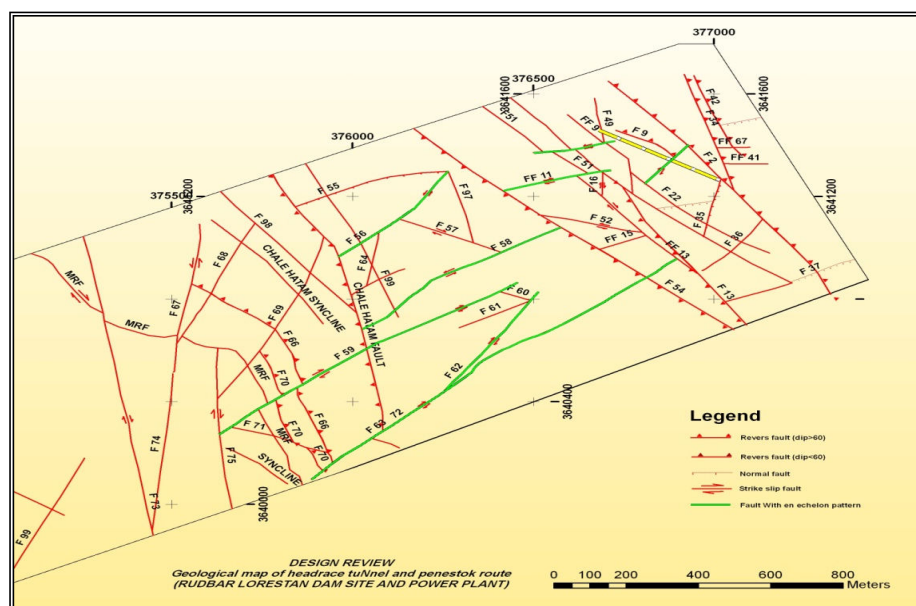 377000
376500
3641600
3641600
F 42
F 34
F 49
FF 9
F 51
F 9
FF 67
F 2
FF 41
376000
F 51
FF 11
F 16
F 22
F 35
3641200
375500
3641200
F 55
F 97
F 98
F 56
F 57
F 52
FF 15
F 36
F 58
FF 13
F 17
F 68
CHALE HATAM SYNCLINE
F 99
MRF
F 67
F 69
F 60
F 61
F 54
F 13
MRF
F 66
F 59
CHALE HATAM FAULT
MRF
F 70
F 62
3640400
F 71
F 70
F 66
F 63
72
MRF
F 70
F 74
F 75
SYNCLINE
F 73
F 99
3640000
Legend
Revers fault (dip>60)
Revers fault (dip<60)
Normal fault
Strike slip fault
Fault With en echelon pattern
DESIGN REVIEW
Geological map of headrace tuNnel and penestok route
(RUDBAR LORESTAN DAM SITE AND POWER PLANT)
0 100 200 400 600 800
Meters